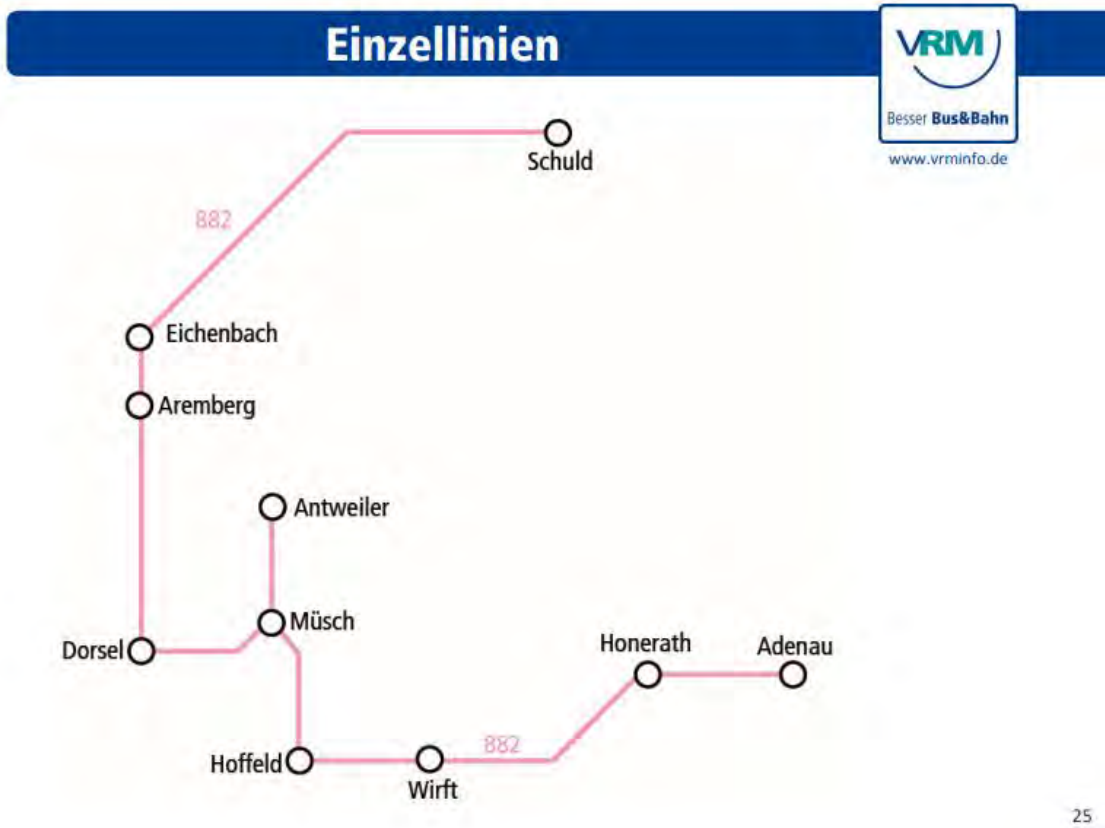 Einzellinien
VRM
Besser Bus&Bahn
www.vrminfo.de
Schuld
882
Eichenbach
Aremberg
Antweiler
Müsch
Dorsel
Honerath
Adenau
882
Hoffeld
Wirft
25